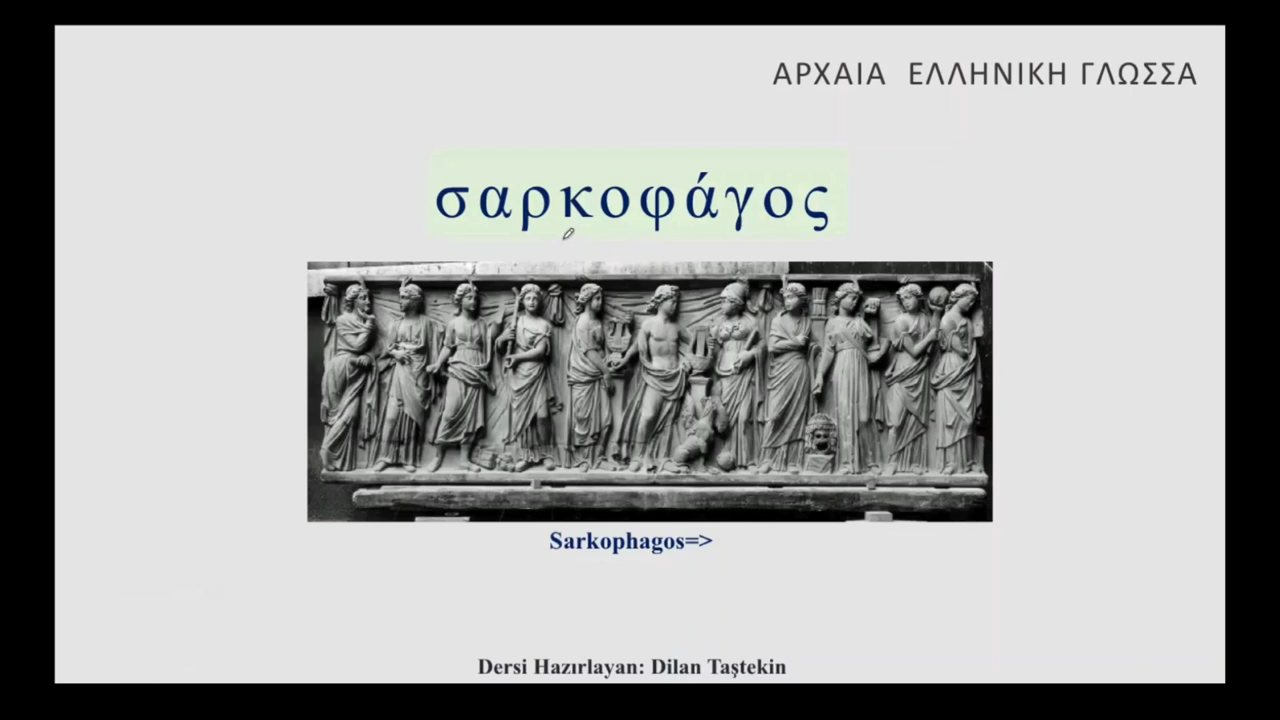 ΑΡΧΑΙΑ ΕΛΛΗΝΙΚΗ ΓΛΩΣΣΑ
σαρκοφάγος
Sarkophagos=>
Dersi Hazırlayan: Dilan Taştekin